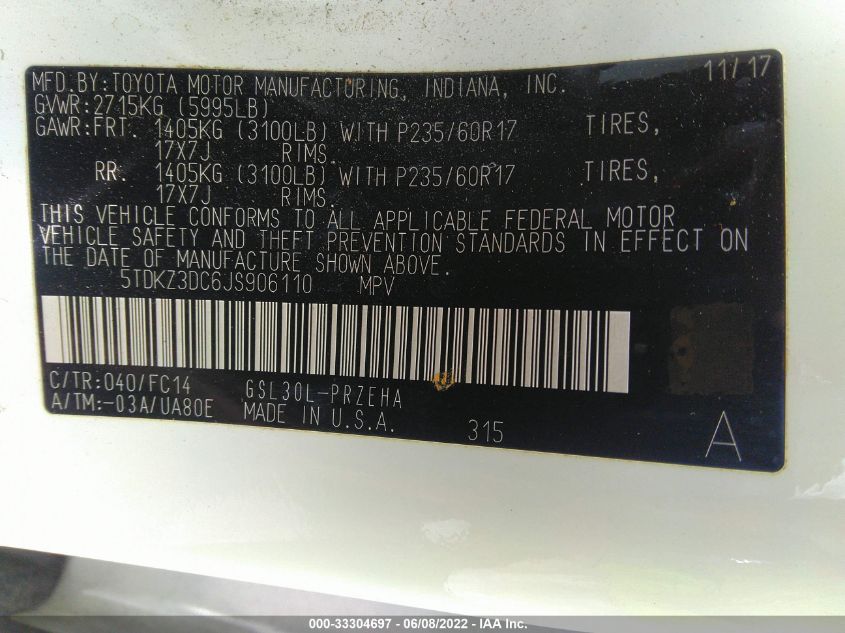 11/17
MFD.BY:TOYOTA MOTOR MANUFACTURING, INDIANA, INC.
GVWR:2715KG (5995LB)
GAWR:FRT. 1405KG (3100LB) WITH P235/60R17 TIRES,
17X7J RIMS.
RR. 1405KG (3100LB) WITH P235/60R17 TIRES,
17X7J RIMS.
THIS VEHICLE CONFORMS TO ALL APPLICABLE FEDERAL MOTOR
VEHICLE SAFETY AND THEFT PREVENTION STANDARDS IN EFFECT ON
THE DATE OF MANUFACTURE SHOWN ABOVE.
5TDKZ3DC6JS906110 MPV
C/TR:040/FC14 GSL30L-PRZEHA
A/TM:-03A/UA80E MADE IN U.S.A. 315
A
000-33304697 - 06/08/2022 - IAA Inc.